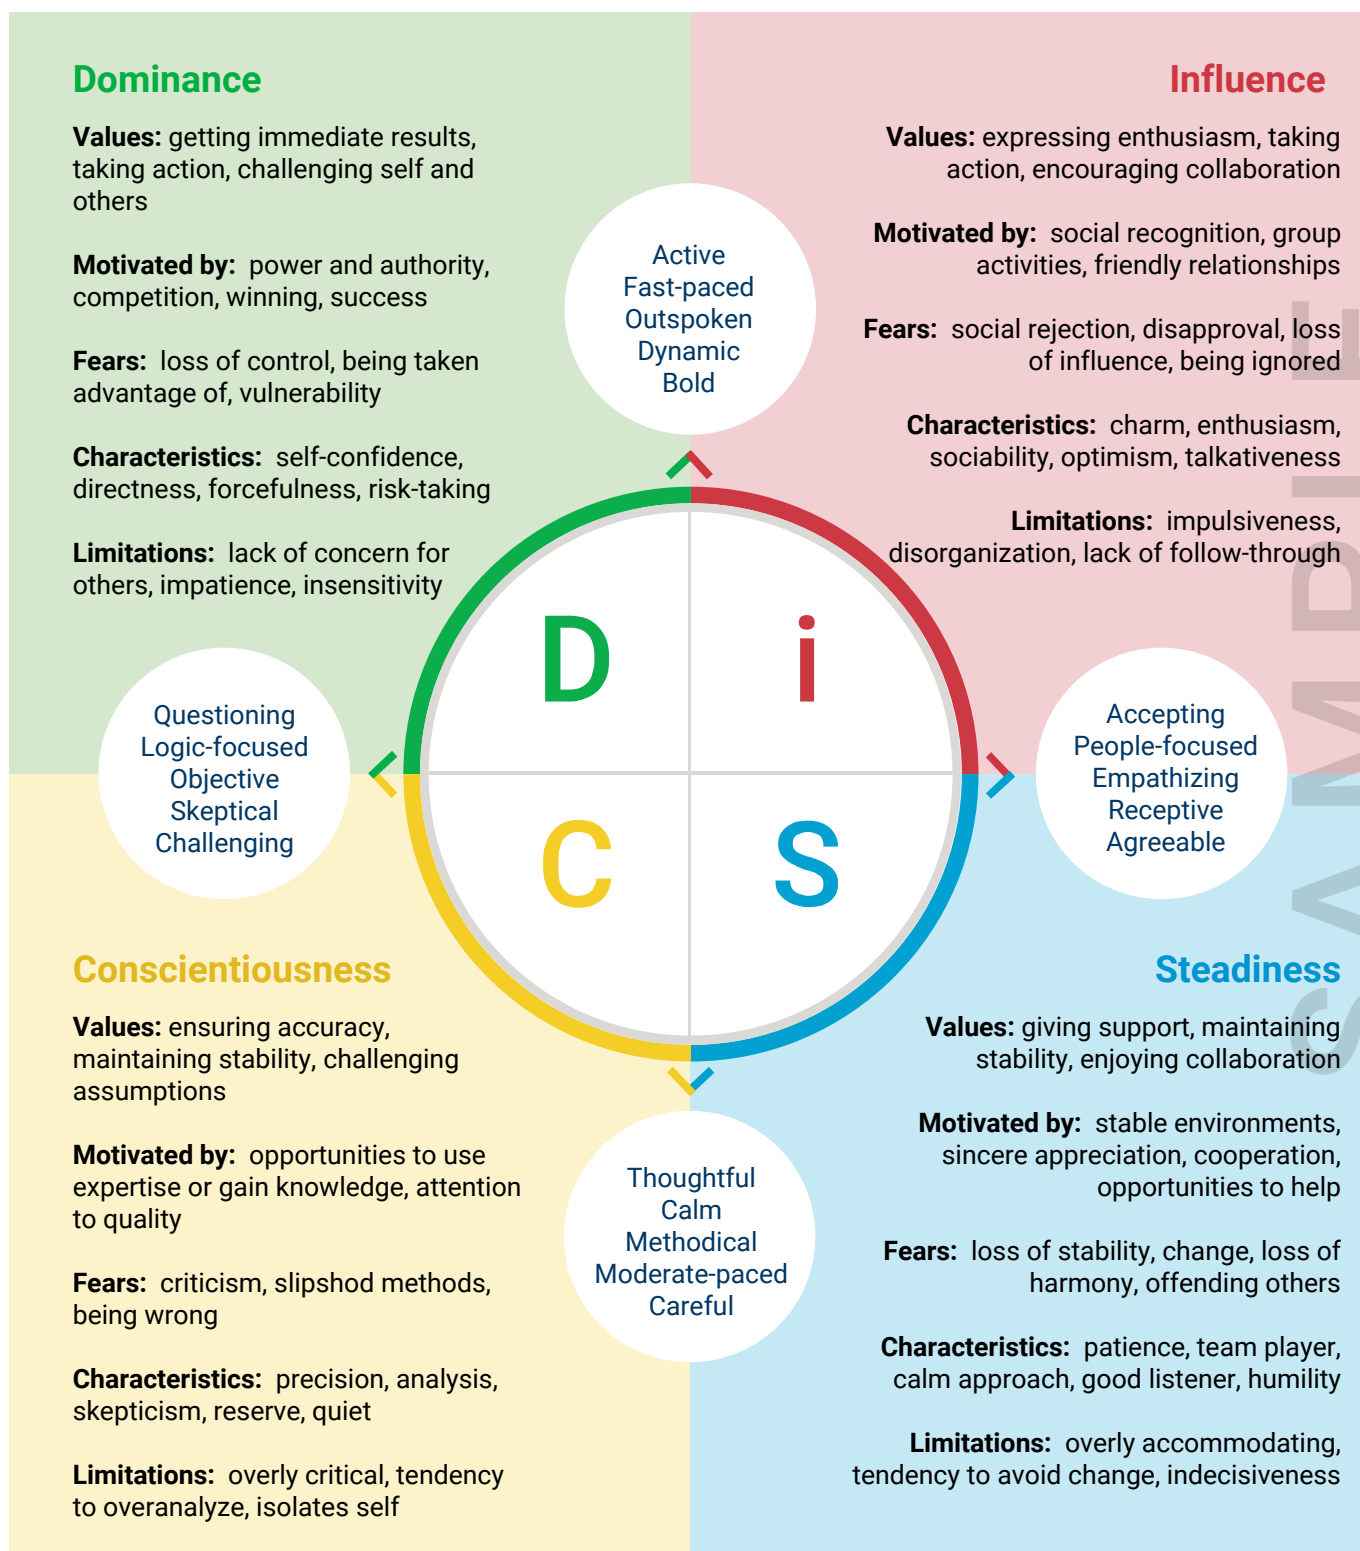 Dominance
Values: getting immediate results,
taking action, challenging self and
others
Motivated by: power and authority,
competition, winning, success
Fears: loss of control, being taken
advantage of, vulnerability
Characteristics: self-confidence,
directness, forcefulness, risk-taking
Limitations: lack of concern for
others, impatience, insensitivity
Influence
Values: expressing enthusiasm, taking
action, encouraging collaboration
Motivated by: social recognition, group
activities, friendly relationships
Fears: social rejection, disapproval, loss
of influence, being ignored
Characteristics: charm, enthusiasm,
sociability, optimism, talkativeness
Limitations: impulsiveness,
disorganization, lack of follow-through
Active
Fast-paced
Outspoken
Dynamic
Bold
D
i
C
S
Questioning
Logic-focused
Objective
Skeptical
Challenging
Accepting
People-focused
Empathizing
Receptive
Agreeable
Conscientiousness
Values: ensuring accuracy,
maintaining stability, challenging
assumptions
Motivated by: opportunities to use
expertise or gain knowledge, attention
to quality
Fears: criticism, slipshod methods,
being wrong
Characteristics: precision, analysis,
skepticism, reserve, quiet
Limitations: overly critical, tendency
to overanalyze, isolates self
Thoughtful
Calm
Methodical
Moderate-paced
Careful
Steadiness
Values: giving support, maintaining
stability, enjoying collaboration
Motivated by: stable environments,
sincere appreciation, cooperation,
opportunities to help
Fears: loss of stability, change, loss of
harmony, offending others
Characteristics: patience, team player,
calm approach, good listener, humility
Limitations: overly accommodating,
tendency to avoid change, indecisiveness
SAMPLE